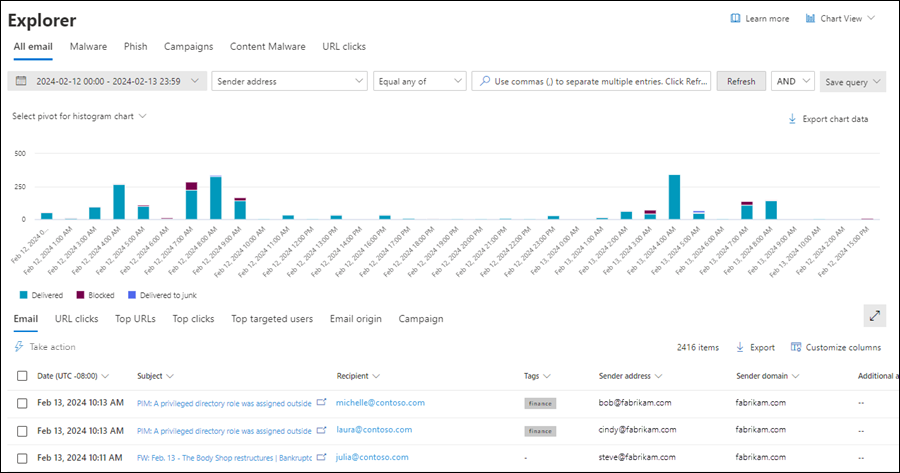 Explorer
Learn more Chart View
All email Malware Phish Campaigns Content Malware URL clicks
2024-02-12 00:00 - 2024-02-13 23:59 Sender address Equal any of Use commas (,) to separate multiple entries. Click Refr... Refresh AND Save query
Select pivot for histogram chart
Export chart data
500
250
0
Feb 12, 2024 0...
Feb 12, 2024 1:00 AM
Feb 12, 2024 3:00 AM
Feb 12, 2024 4:00 AM
Feb 12, 2024 5:00 AM
Feb 12, 2024 6:00 AM
Feb 12, 2024 7:00 AM
Feb 12, 2024 8:00 AM
Feb 12, 2024 9:00 AM
Feb 12, 2024 10:00 AM
Feb 12, 2024 11:00 AM
Feb 12, 2024 12:00 PM
Feb 12, 2024 13:00 PM
Feb 12, 2024 14:00 PM
Feb 12, 2024 16:00 PM
Feb 12, 2024 17:00 PM
Feb 12, 2024 18:00 PM
Feb 12, 2024 19:00 PM
Feb 12, 2024 20:00 PM
Feb 12, 2024 21:00 PM
Feb 12, 2024 22:00 PM
Feb 12, 2024 23:00 PM
Feb 13, 2024 0:00 AM
Feb 13, 2024 1:00 AM
Feb 13, 2024 2:00 AM
Feb 13, 2024 3:00 AM
Feb 13, 2024 4:00 AM
Feb 13, 2024 5:00 AM
Feb 13, 2024 6:00 AM
Feb 13, 2024 7:00 AM
Feb 13, 2024 8:00 AM
Feb 13, 2024 9:00 AM
Feb 13, 2024 10:00 AM
Feb 12, 2024 2:00 AM
Feb 12, 2024 15:00 PM
Delivered Blocked Delivered to junk
Email URL clicks Top URLs Top clicks Top targeted users Email origin Campaign
Take action 2416 items Export Customize columns
Date (UTC -08:00) Subject Recipient Tags Sender address Sender domain Additional a
Feb 13, 2024 10:13 AM PIM: A privileged directory role was assigned outside michelle@contoso.com finance bob@fabrikam.com fabrikam.com --
Feb 13, 2024 10:13 AM PIM: A privileged directory role was assigned outside laura@contoso.com finance cindy@fabrikam.com fabrikam.com --
Feb 13, 2024 10:11 AM FW: Feb. 13 - The Body Shop restructures | Bankruptc julia@contoso.com - steve@fabrikam.com fabrikam.com --